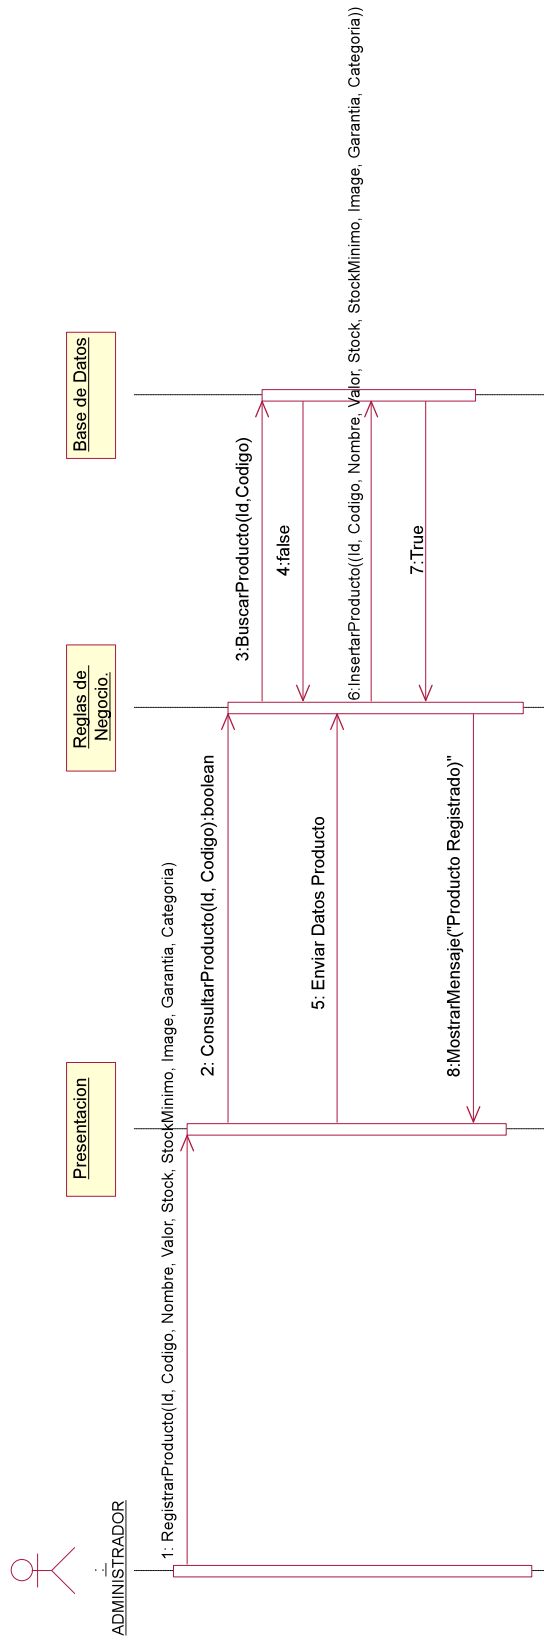 :
ADMINISTRADOR
Presentacion
Reglas de
Negocio.
Base de Datos
1: RegistrarProducto(Id, Codigo, Nombre, Valor, Stock, StockMinimo, Image, Garantia, Categoria)
2: ConsultarProducto(Id, Codigo):boolean
3:BuscarProducto(Id,Codigo)
4:false
5: Enviar Datos Producto
6:InsertarProducto((Id, Codigo, Nombre, Valor, Stock, StockMinimo, Image, Garantia, Categoria))
7:True
8:MostrarMensaje("Producto Registrado)"